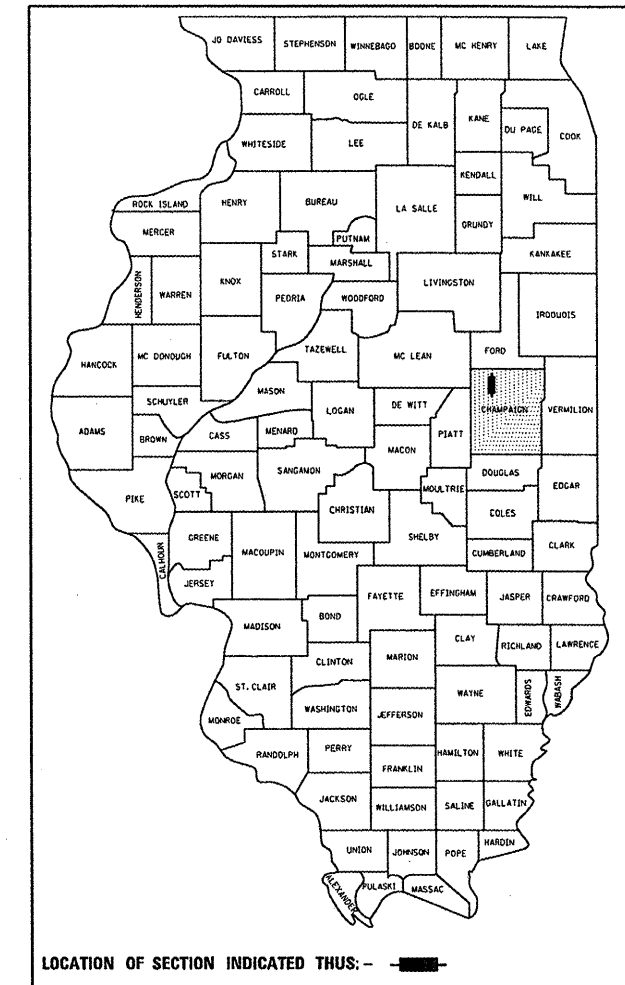 JO DAVIESS STEPHENSON WINNEBAGO BOONE MC HENRY LAKE
CARROLL OGLE DE KALB KANE DU PAGE COOK
WHITESIDE LEE KENDALL WILL
ROCK ISLAND HENRY BUREAU LA SALLE GRUNDY
MERCER PUTNAM KANKAKEE
STARK MARSHALL LIVINGSTON
HENDERSON WARREN KNOX PEORIA WOODFORD IROQUOIS
HANCOCK MC DONOUGH FULTON TAZEWELL MC LEAN FORD
SCHUYLER MASON LOGAN DE WITT CHAMPAIGN VERMILION
ADAMS BROWN CASS MENARD MACON PIATT
PIKE SCOTT MORGAN SANGAMON MOULTRIE DOUGLAS EDGAR
CHRISTIAN COLES
CALHOUN GREENE MACOUPIN MONTGOMERY SHELBY CUMBERLAND CLARK
JERSEY FAYETTE EFFINGHAM JASPER CRAWFORD
MADISON BOND CLAY RICHLAND LAWRENCE
CLINTON MARION
ST. CLAIR WASHINGTON JEFFERSON WAYNE EDWARDS WABASH
MONROE
RANDOLPH PERRY FRANKLIN HAMILTON WHITE
JACKSON WILLIAMSON SALINE GALLATIN
UNION JOHNSON POPE HARDIN
ALEXANDER PULASKI MASSAC
LOCATION OF SECTION INDICATED THUS: -